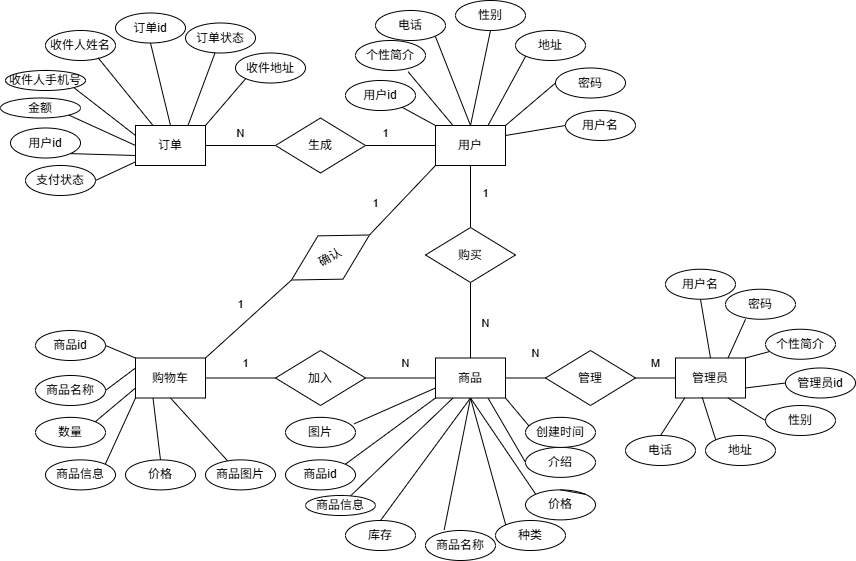 性别
电话
订单id
收件人姓名
订单状态
地址
个性简介
收件地址
收件人手机号
密码
用户id
金额
用户名
N
1
用户id
订单
生成
用户
支付状态
1
1
确认
购买
用户名
1
密码
N
商品id
个性简介
N
1
N
M
购物车
加入
商品
管理
管理员
管理员id
商品名称
性别
数量
图片
创建时间
电话
地址
介绍
商品信息
价格
商品图片
商品id
商品信息
价格
库存
种类
商品名称